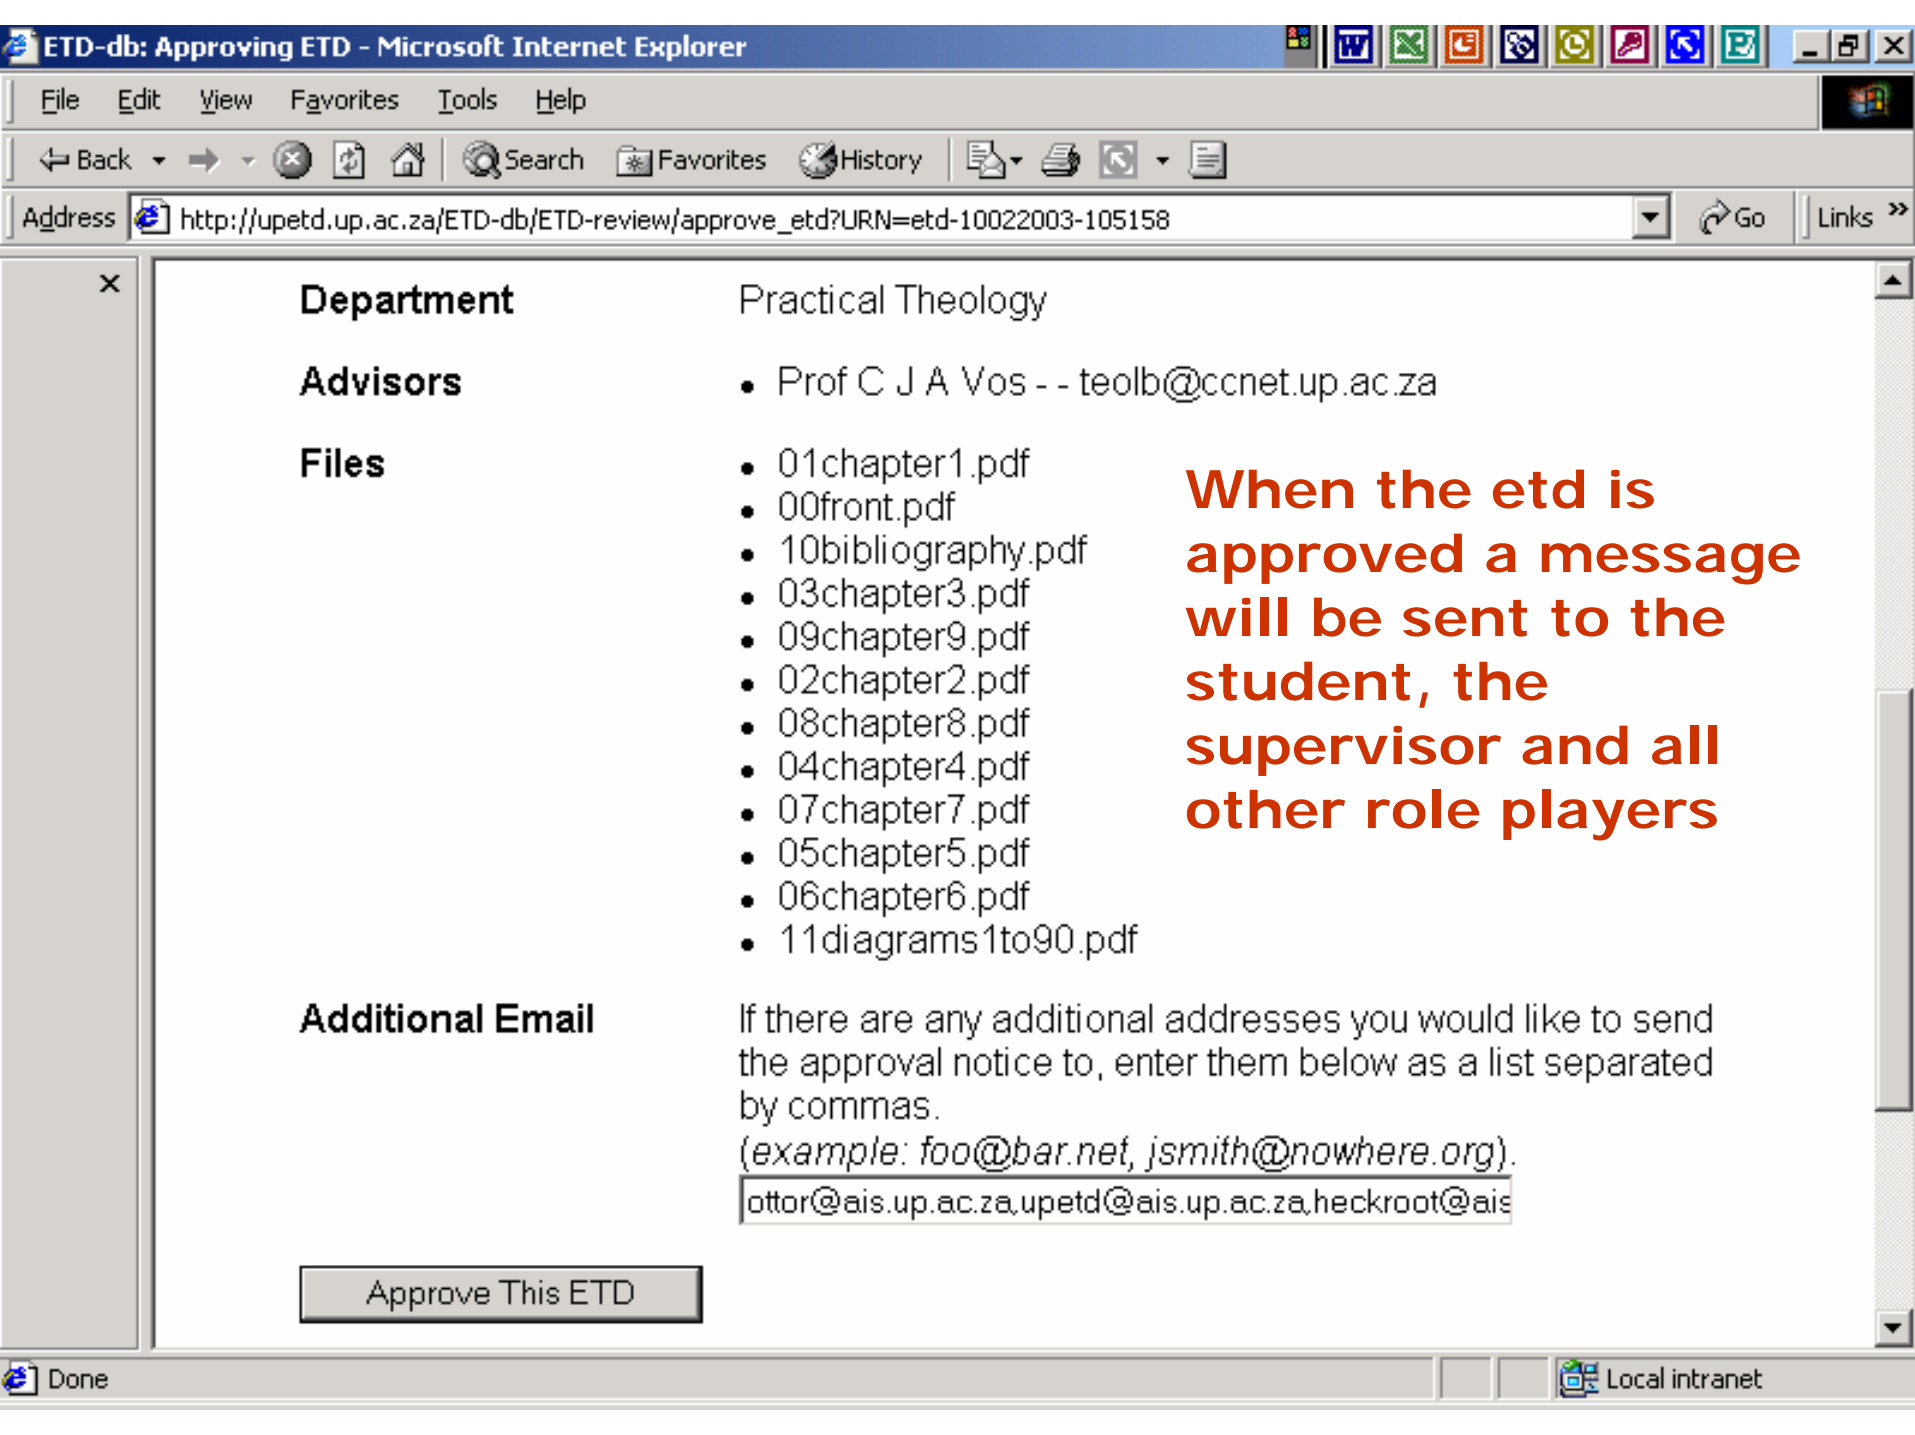 ETD-db: Approving ETD - Microsoft Internet Explorer
File Edit View Favorites Tools Help
Back Search Favorites History
Address http://upetd.up.ac.za/ETD-db/ETD-review/approve_etd?URN=etd-10022003-105158 Go Links »
Department Practical Theology
Advisors • Prof C J A Vos - - teolb@ccnet.up.ac.za
Files • 01chapter1.pdf
• 00front.pdf
• 10bibliography.pdf
• 03chapter3.pdf
• 09chapter9.pdf
• 02chapter2.pdf
• 08chapter8.pdf
• 04chapter4.pdf
• 07chapter7.pdf
• 05chapter5.pdf
• 06chapter6.pdf
• 11diagrams1to90.pdf
When the etd is
approved a message
will be sent to the
student, the
supervisor and all
other role players
Additional Email If there are any additional addresses you would like to send
the approval notice to, enter them below as a list separated
by commas.
(example: foo@bar.net, jsmith@nowhere.org).
ottor@ais.up.ac.za,upetd@ais.up.ac.za,heckroot@ais
Approve This ETD
Done Local intranet